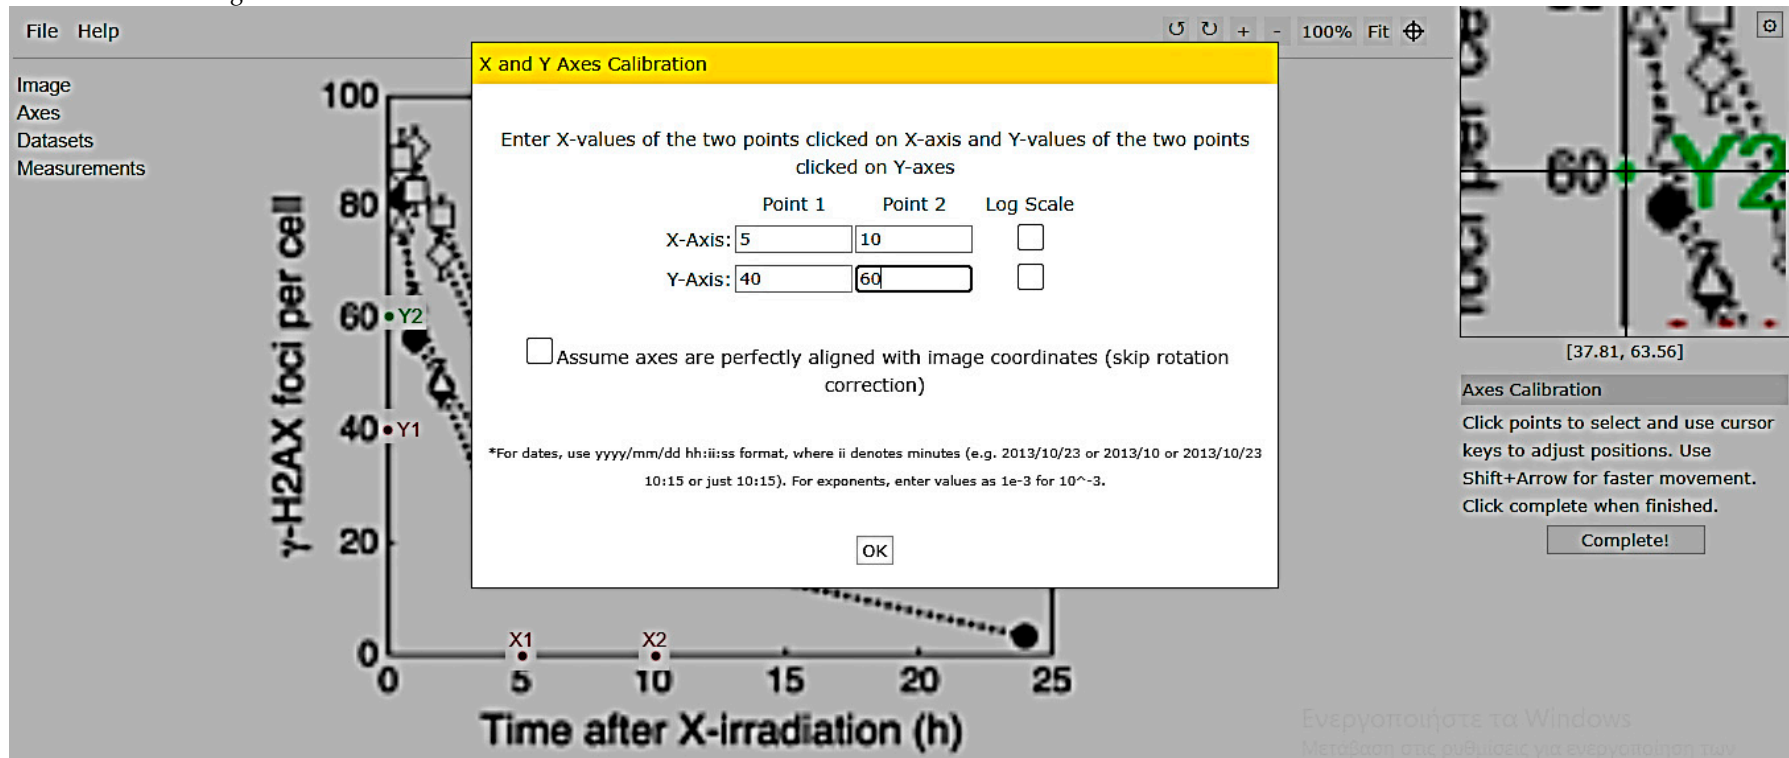 File Help
↺ ↻ + - 100% Fit
Image
Axes
Datasets
Measurements
X and Y Axes Calibration
Enter X-values of the two points clicked on X-axis and Y-values of the two points
clicked on Y-axes
Point 1 Point 2 Log Scale
X-Axis: 5 10
Y-Axis: 40 60
Assume axes are perfectly aligned with image coordinates (skip rotation
correction)
*For dates, use yyyy/mm/dd hh:ii:ss format, where ii denotes minutes (e.g. 2013/10/23 or 2013/10 or 2013/10/23
10:15 or just 10:15). For exponents, enter values as 1e-3 for 10^-3.
OK
γ-H2AX foci per cell
100
80
60 Y2
40 Y1
20
0
X1 X2
0 5 10 15 20 25
Time after X-irradiation (h)
60 Y2
[37.81, 63.56]
Axes Calibration
Click points to select and use cursor
keys to adjust positions. Use
Shift+Arrow for faster movement.
Click complete when finished.
Complete!
Ενεργοποιήστε τα Windows
Μετάβαση στις ρυθμίσεις για ενεργοποίηση των